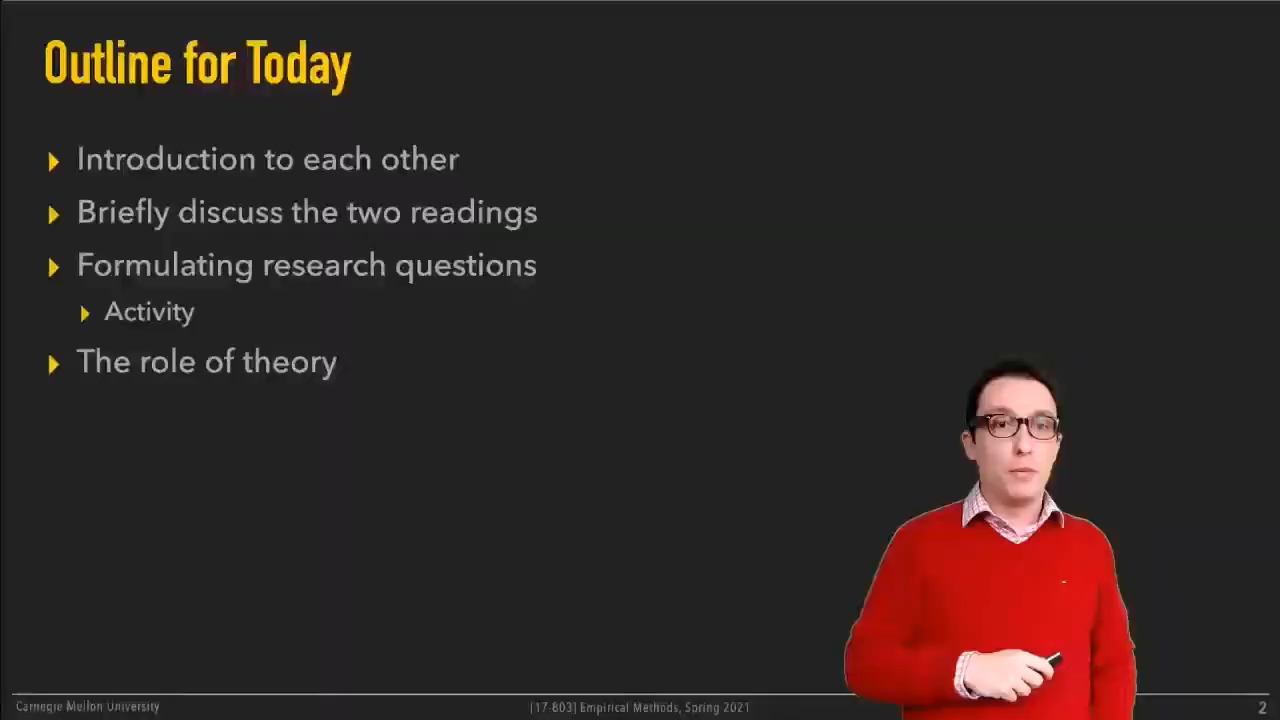 Outline for Today
Introduction to each other
Briefly discuss the two readings
Formulating research questions
Activity
The role of theory
Carnegie Mellon University
[17-803] Empirical Methods, Spring 2021
2